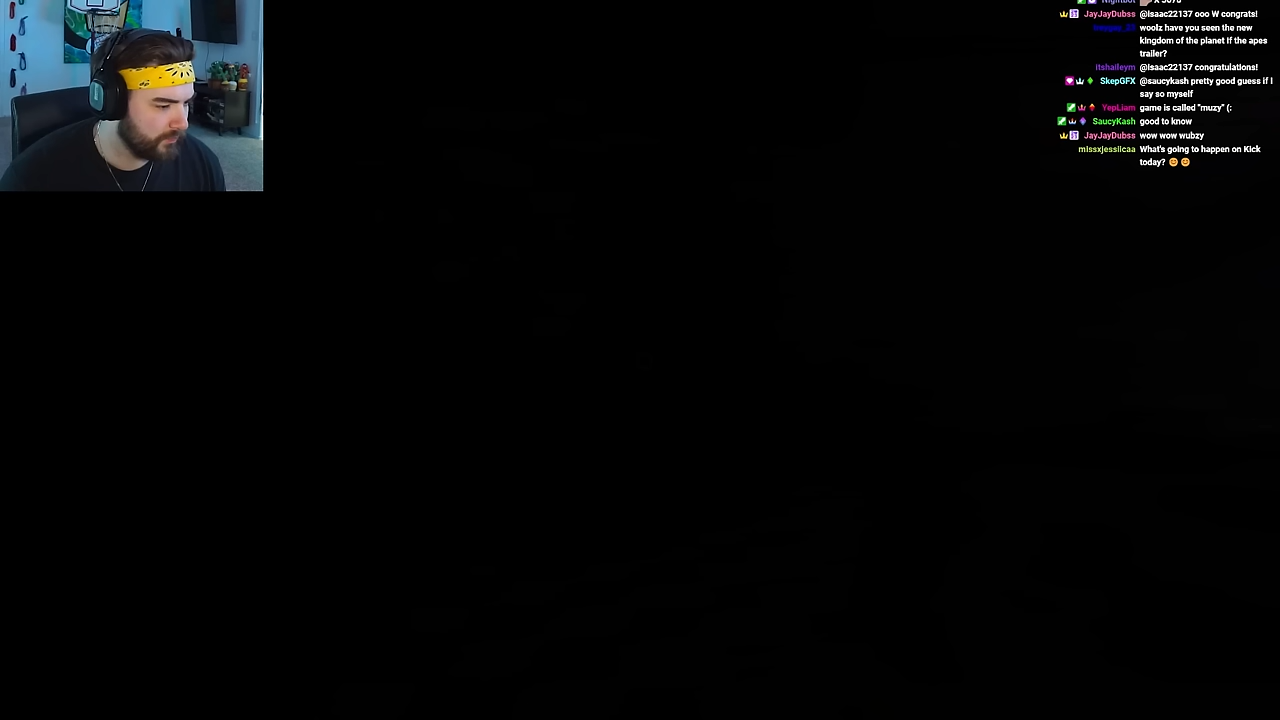 JayJayDubss @Isaac22137 ooo W congrats!
woolz have you seen the new
kingdom of the planet if the apes
trailer?
itshaileym @Isaac22137 congratulations!
SkepGFX @saucykash pretty good guess if I
say so myself
YepLiam game is called "muzy" (:
SaucyKash good to know
JayJayDubss wow wow wubzy
missxjessiicaa What's going to happen on Kick
today? 😊 😊